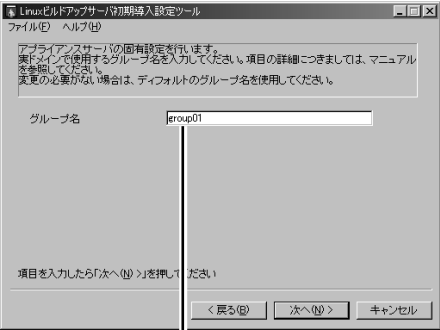 Linuxビルドアップサーバ初期導入設定ツール
ファイル(F) ヘルプ(H)
アプライアンスサーバの固有設定を行います。
実ドメインで使用するグループ名を入力してください。項目の詳細につきましては、マニュアル
を参照してください。
変更の必要がない場合は、ディフォルトのグループ名を使用してください。
グループ名 group01
項目を入力したら「次へ(N) >」を押してください
< 戻る(B) 次へ(N) > キャンセル